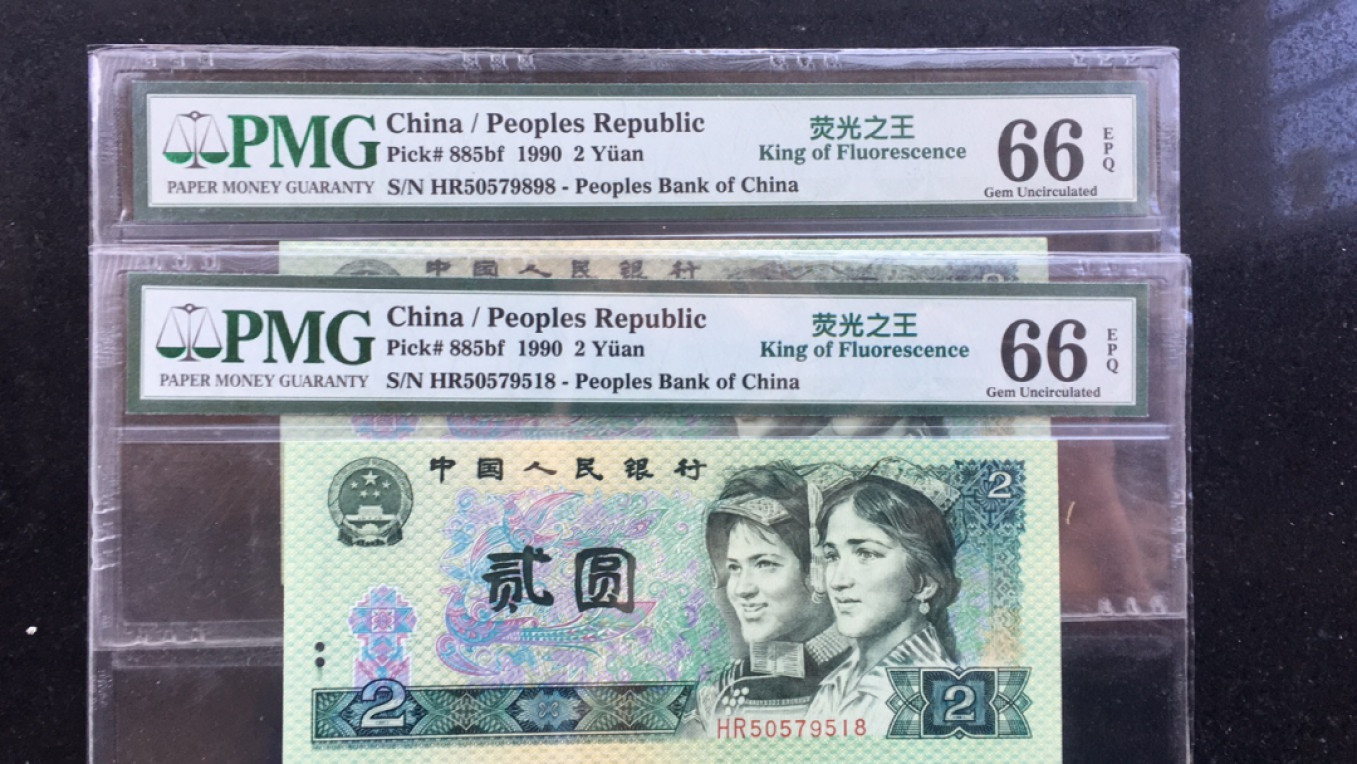 PMG
PAPER MONEY GUARANTY
China / Peoples Republic
Pick# 885bf 1990 2 Yüan
S/N HR50579898 - Peoples Bank of China
荧光之王
King of Fluorescence
66
EPQ
Gem Uncirculated
中国人民银行
2
PMG
PAPER MONEY GUARANTY
China / Peoples Republic
Pick# 885bf 1990 2 Yüan
S/N HR50579518 - Peoples Bank of China
荧光之王
King of Fluorescence
66
EPQ
Gem Uncirculated
中国人民银行
2
贰圆
2
2
HR50579518